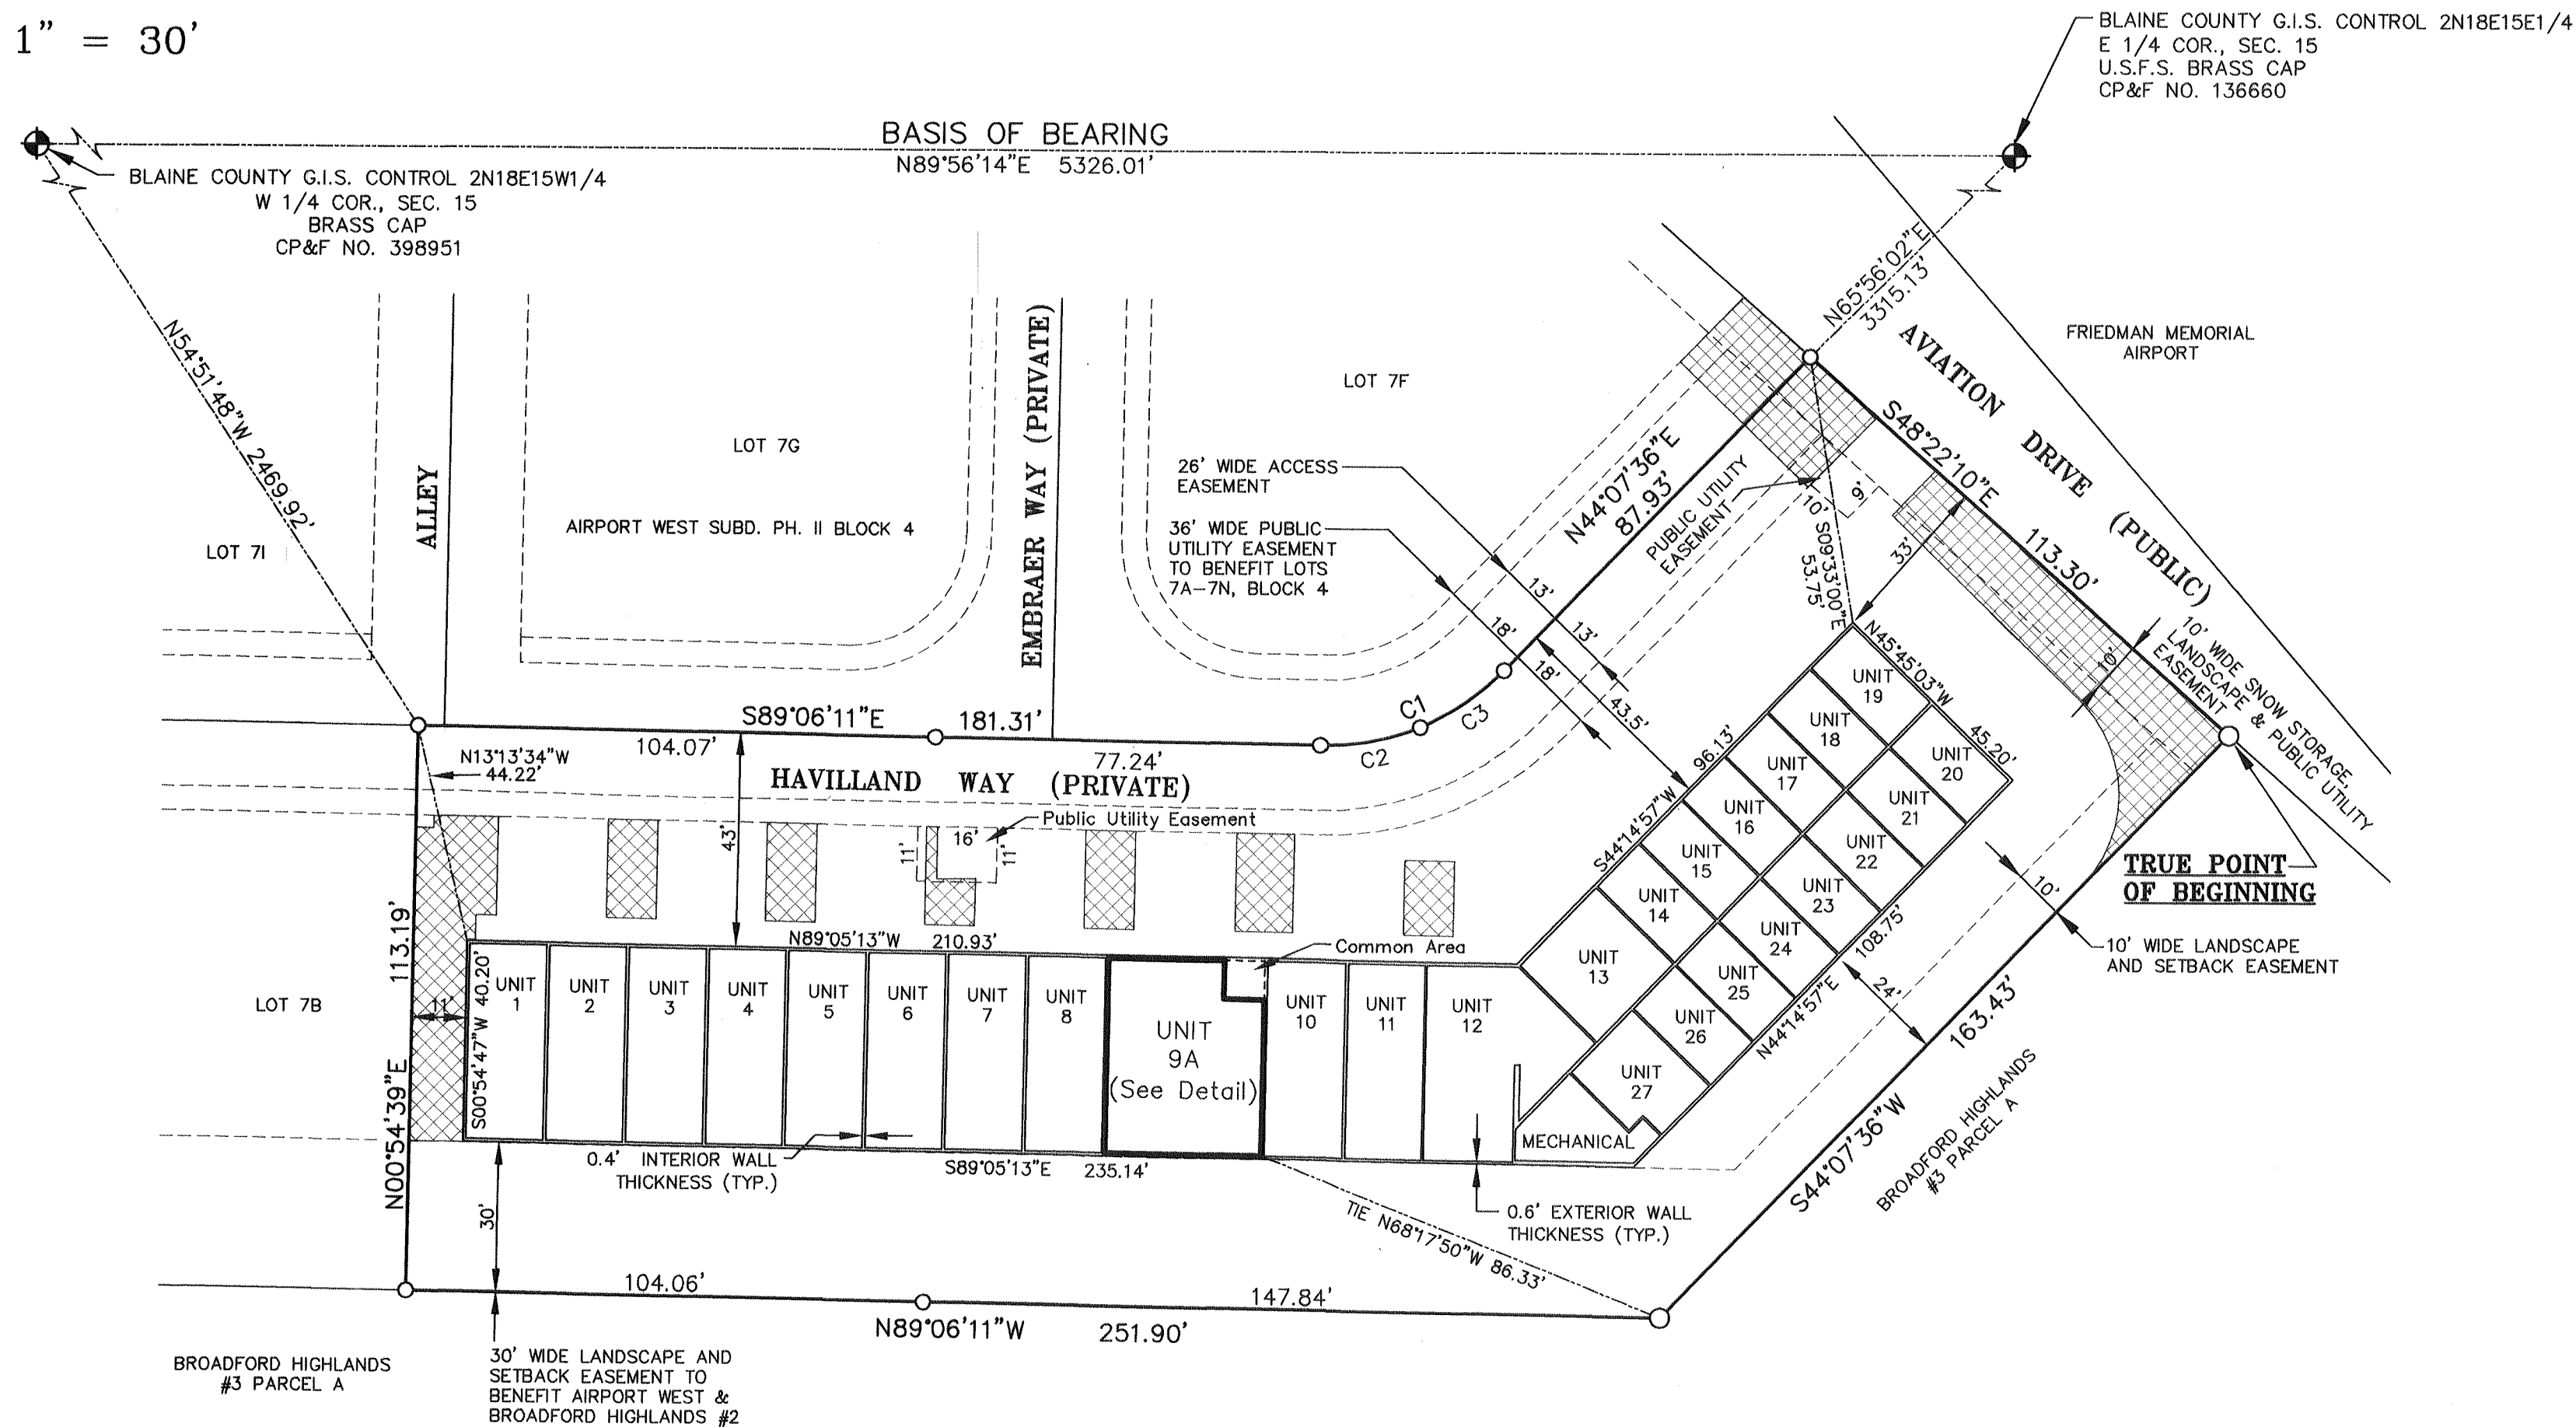 1" = 30'
BLAINE COUNTY G.I.S. CONTROL 2N18E15E1/4
E 1/4 COR., SEC. 15
U.S.F.S. BRASS CAP
CP&F NO. 136660
BASIS OF BEARING
N89°56'14"E 5326.01'
BLAINE COUNTY G.I.S. CONTROL 2N18E15W1/4
W 1/4 COR., SEC. 15
BRASS CAP
CP&F NO. 398951
N54°51'48"W 2469.92'
N65°56'02"E
3315.13'
FRIEDMAN MEMORIAL
AIRPORT
AVIATION DRIVE (PUBLIC)
S48°22'10"E
113.30'
LOT 7F
LOT 7G
LOT 7I
ALLEY
AIRPORT WEST SUBD. PH. II BLOCK 4
EMBRAER WAY (PRIVATE)
26' WIDE ACCESS
EASEMENT
36' WIDE PUBLIC
UTILITY EASEMENT
TO BENEFIT LOTS
7A-7N, BLOCK 4
N44°07'36"E
87.93'
10' PUBLIC UTILITY
EASEMENT
S09°33'00"E
53.75'
9'
33'
13'
13'
18'
18'
43.5'
10'
10' WIDE SNOW STORAGE,
LANDSCAPE & PUBLIC UTILITY
EASEMENT
S89°06'11"E 181.31'
104.07'
77.24'
C1
C2
C3
N13°13'34"W
44.22'
HAVILLAND WAY (PRIVATE)
43'
Public Utility Easement
16'
11'
11'
N45°45'03"W
45.20'
96.13'
S44°14'57"W
UNIT
19
UNIT
18
UNIT
20
UNIT
17
UNIT
21
UNIT
16
UNIT
22
UNIT
15
UNIT
23
UNIT
14
UNIT
24
UNIT
13
UNIT
25
UNIT
26
UNIT
27
108.75'
N44°14'57"E
24'
TRUE POINT
OF BEGINNING
10'
10' WIDE LANDSCAPE
AND SETBACK EASEMENT
163.43'
S44°07'36"W
BROADFORD HIGHLANDS
#3 PARCEL A
113.19'
N00°54'39"E
LOT 7B
11'
S00°54'47"W 40.20'
N89°05'13"W 210.93'
Common Area
UNIT
1
UNIT
2
UNIT
3
UNIT
4
UNIT
5
UNIT
6
UNIT
7
UNIT
8
UNIT
9A
(See Detail)
UNIT
10
UNIT
11
UNIT
12
MECHANICAL
0.4' INTERIOR WALL
THICKNESS (TYP.)
S89°05'13"E 235.14'
0.6' EXTERIOR WALL
THICKNESS (TYP.)
TIE N68°17'50"W 86.33'
30'
104.06'
147.84'
N89°06'11"W 251.90'
BROADFORD HIGHLANDS
#3 PARCEL A
30' WIDE LANDSCAPE AND
SETBACK EASEMENT TO
BENEFIT AIRPORT WEST &
BROADFORD HIGHLANDS #2